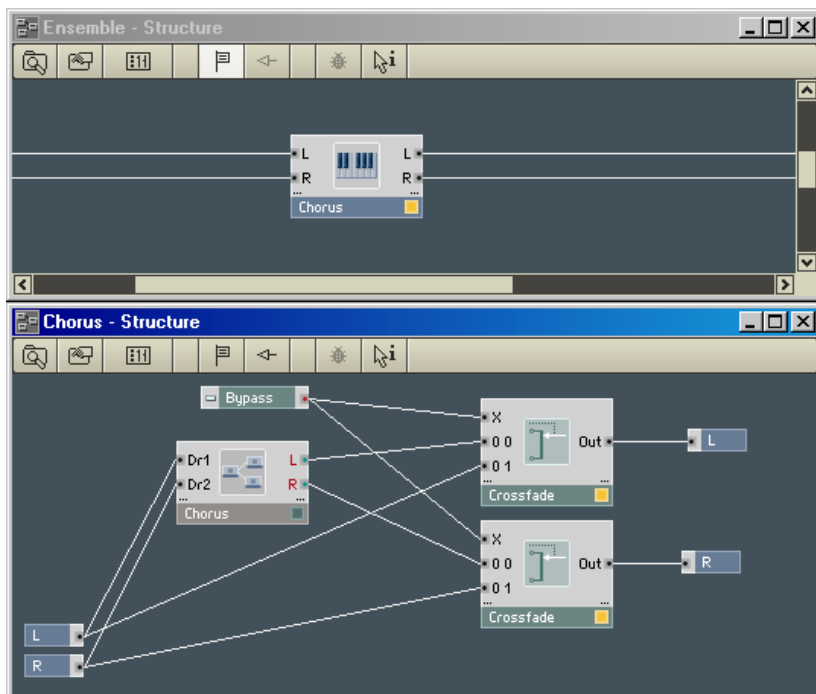 Ensemble - Structure
i
L L
R R
... ...
Chorus
Chorus - Structure
i
Bypass
X
0 0 Out
0 1
...
Crossfade
L
Dr1 L
Dr2 R
... ...
Chorus
X
0 0 Out
0 1
...
Crossfade
R
L
R